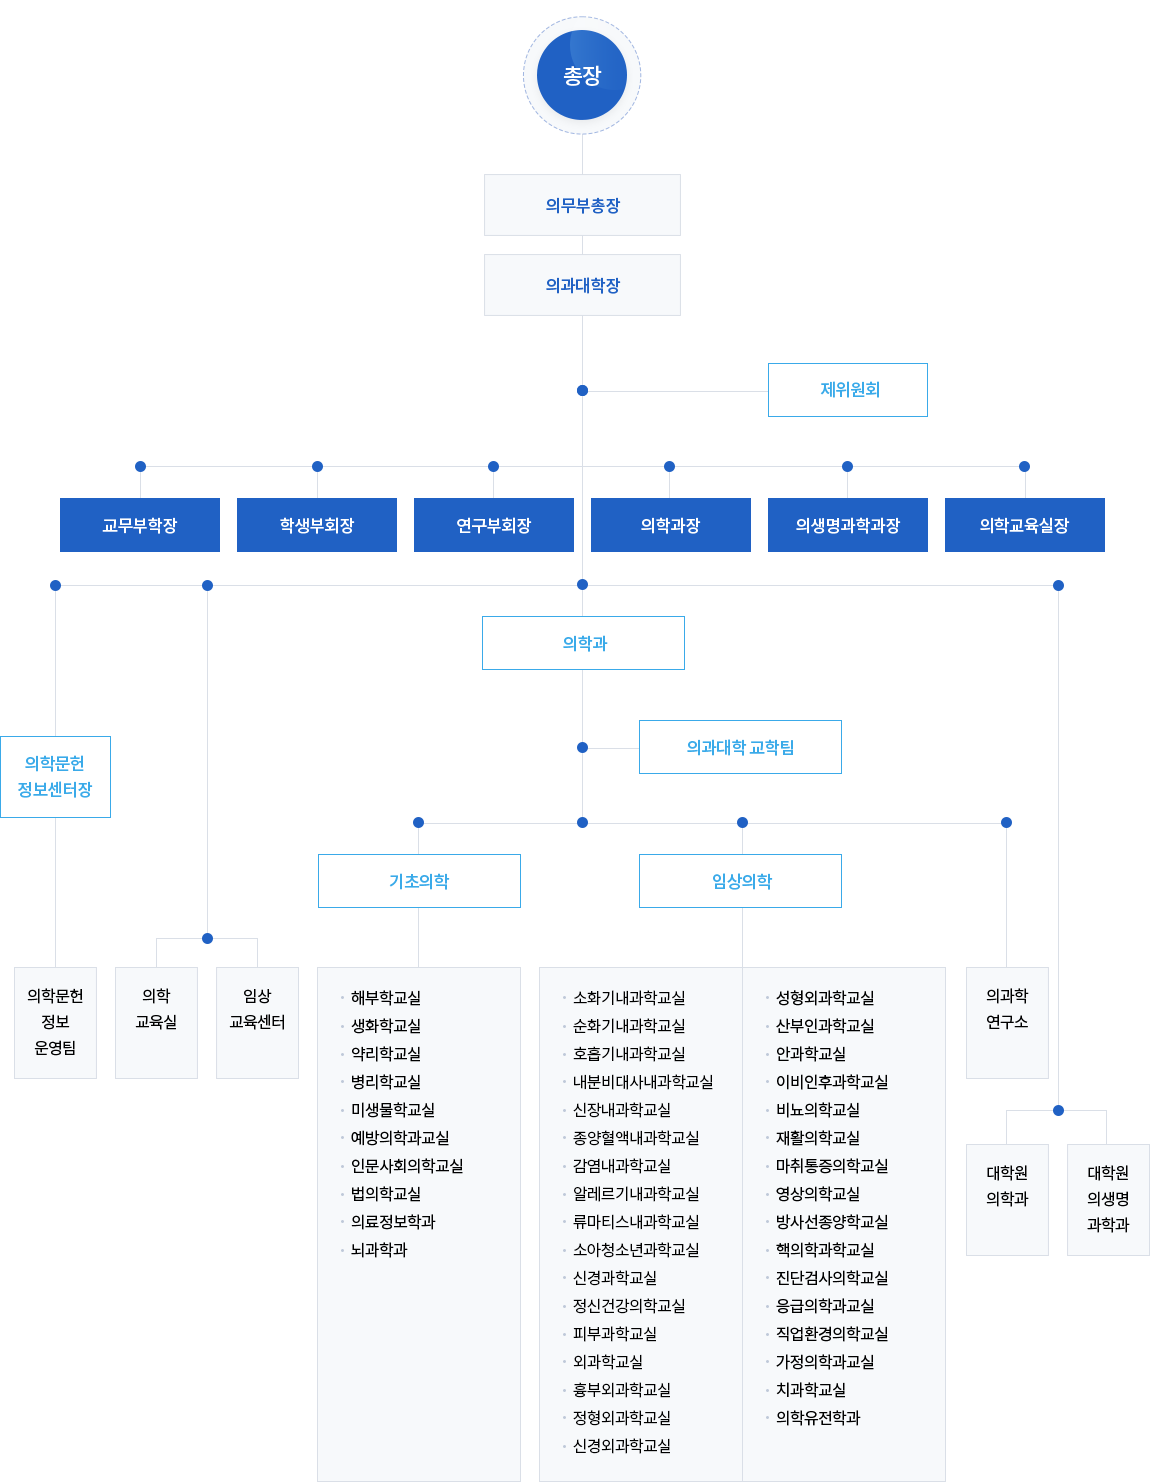 총장
의무부총장
의과대학장
제위원회
교무부학장
학생부회장
연구부회장
의학과장
의생명과학과장
의학교육실장
의학과
의과대학 교학팀
의학문헌
정보센터장
기초의학
임상의학
의학문헌
정보
운영팀
의학
교육실
임상
교육센터
해부학교실
생화학교실
약리학교실
병리학교실
미생물학교실
예방의학과교실
인문사회의학교실
법의학교실
의료정보학과
뇌과학과
소화기내과학교실
순화기내과학교실
호흡기내과학교실
내분비대사내과학교실
신장내과학교실
종양혈액내과학교실
감염내과학교실
알레르기내과학교실
류마티스내과학교실
소아청소년과학교실
신경과학교실
정신건강의학교실
피부과학교실
외과학교실
흉부외과학교실
정형외과학교실
신경외과학교실
성형외과학교실
산부인과학교실
안과학교실
이비인후과학교실
비뇨의학교실
재활의학교실
마취통증의학교실
영상의학교실
방사선종양학교실
핵의학과학교실
진단검사의학교실
응급의학과교실
직업환경의학교실
가정의학과교실
치과학교실
의학유전학과
의과학
연구소
대학원
의학과
대학원
의생명
과학과